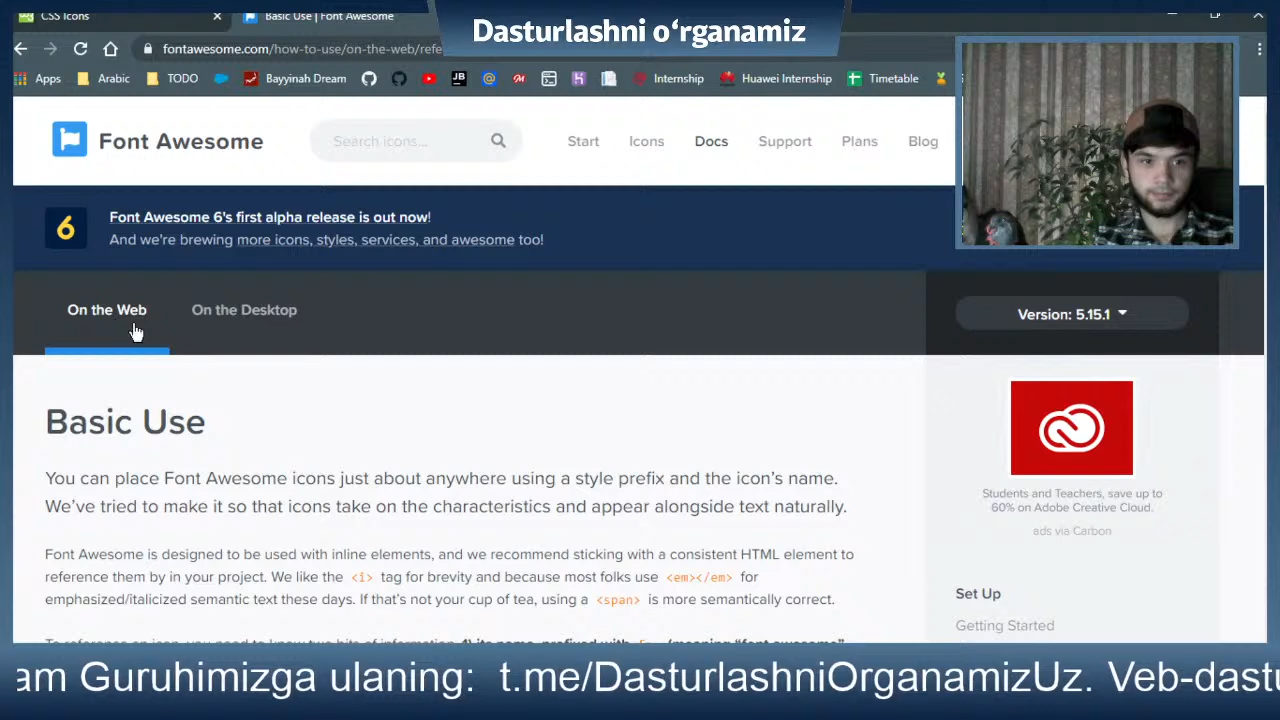 CSS Icons
Basic Use | Font Awesome
Dasturlashni oʻrganamiz
fontawesome.com/how-to-use/on-the-web/refe
Apps
Arabic
TODO
Bayyinah Dream
Internship
Huawei Internship
Timetable
Font Awesome
Search icons...
Start
Icons
Docs
Support
Plans
Blog
6
Font Awesome 6's first alpha release is out now!
And we're brewing more icons, styles, services, and awesome too!
On the Web
On the Desktop
Version: 5.15.1
Basic Use
You can place Font Awesome icons just about anywhere using a style prefix and the icon's name.
We've tried to make it so that icons take on the characteristics and appear alongside text naturally.
Font Awesome is designed to be used with inline elements, and we recommend sticking with a consistent HTML element to
reference them by in your project. We like the <i> tag for brevity and because most folks use <em></em> for
emphasized/italicized semantic text these days. If that's not your cup of tea, using a <span> is more semantically correct.
Students and Teachers, save up to
60% on Adobe Creative Cloud.
ads via Carbon
Set Up
Getting Started
am Guruhimizga ulaning: t.me/DasturlashniOrganamizUz. Veb-dastu